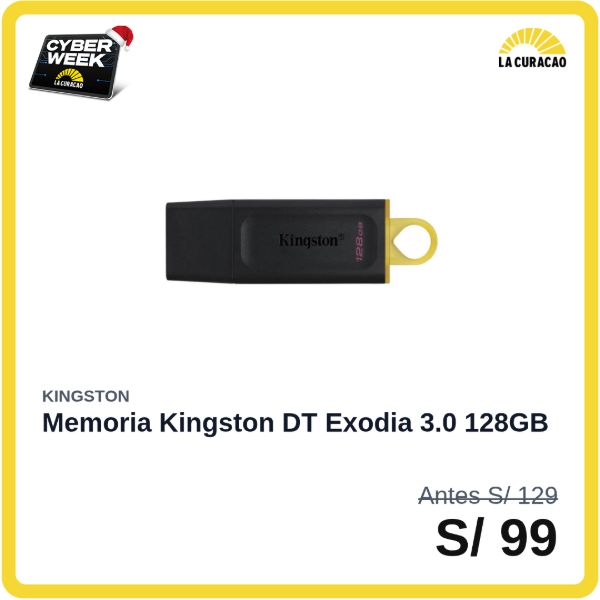 CYBER
WEEK
LA CURACAO
LA CURACAO
Kingston®
128GB
KINGSTON
Memoria Kingston DT Exodia 3.0 128GB
Antes S/ 129
S/ 99